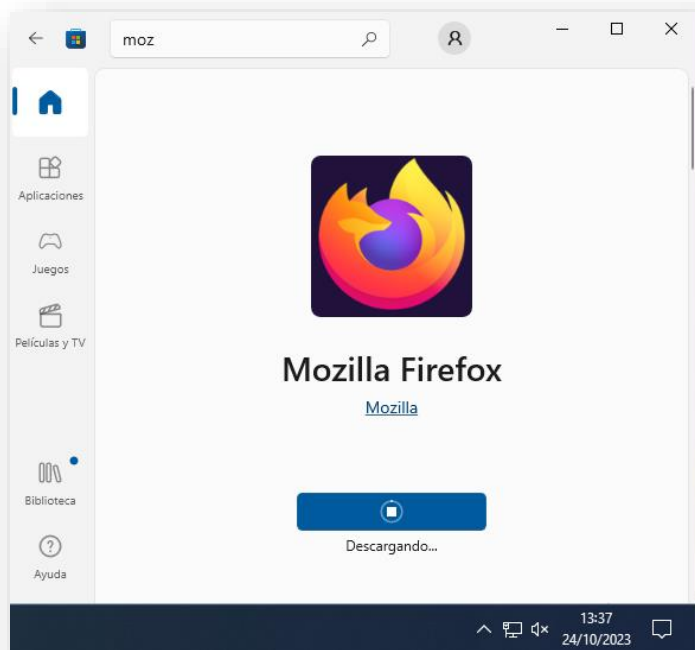 moz
Aplicaciones
Juegos
Películas y TV
Biblioteca
Ayuda
Mozilla Firefox
Mozilla
Descargando...
13:37
24/10/2023